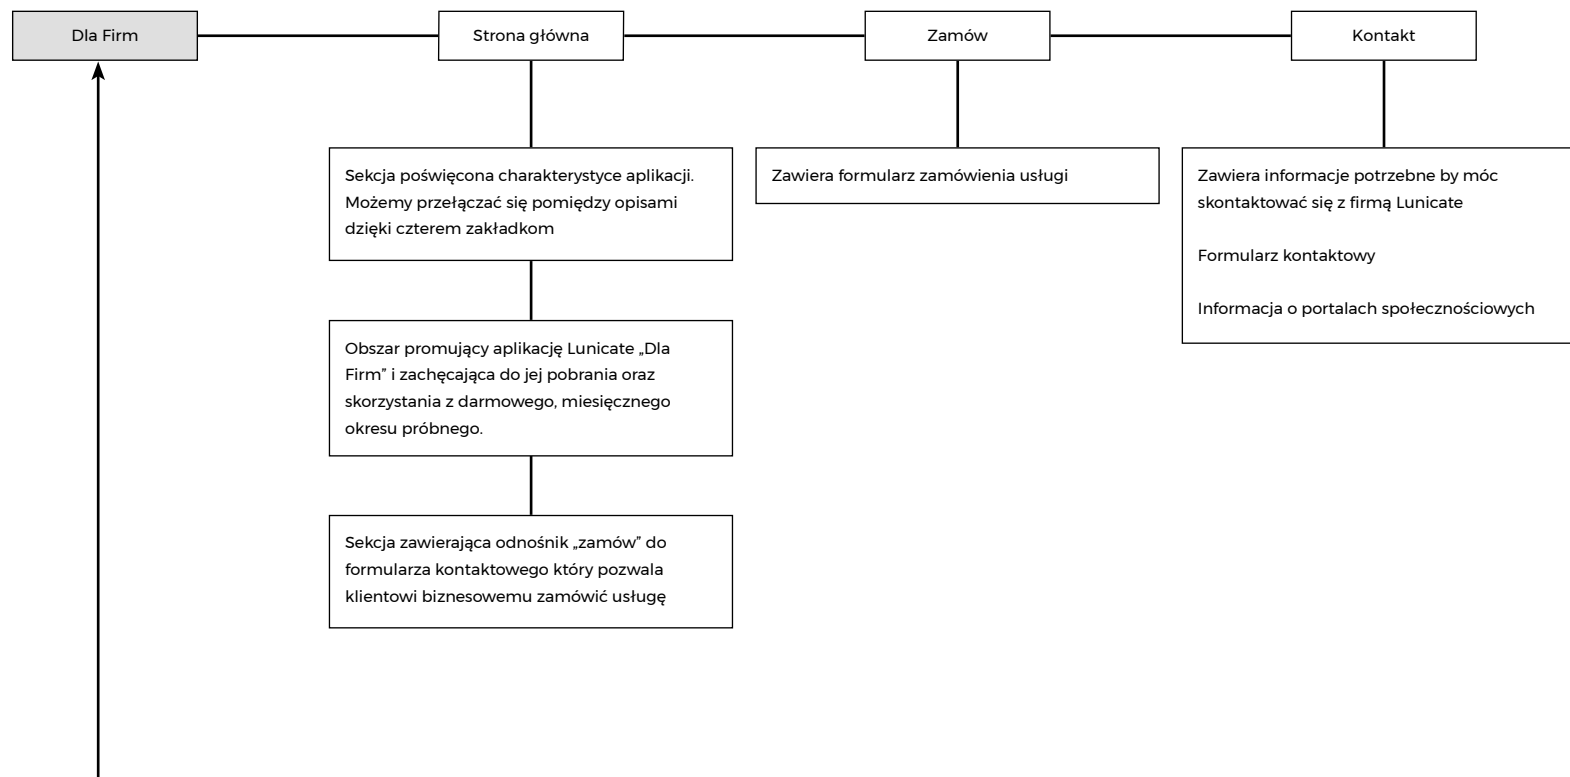 Dla Firm
Strona główna
Zamów
Kontakt
Sekcja poświęcona charakterystyce aplikacji.
Możemy przełączać się pomiędzy opisami
dzięki czterem zakładkom
Obszar promujący aplikację Lunicate „Dla
Firm” i zachęcająca do jej pobrania oraz
skorzystania z darmowego, miesięcznego
okresu próbnego.
Sekcja zawierająca odnośnik „zamów” do
formularza kontaktowego który pozwala
klientowi biznesowemu zamówić usługę
Zawiera formularz zamówienia usługi
Zawiera informacje potrzebne by móc
skontaktować się z firmą Lunicate
Formularz kontaktowy
Informacja o portalach społecznościowych